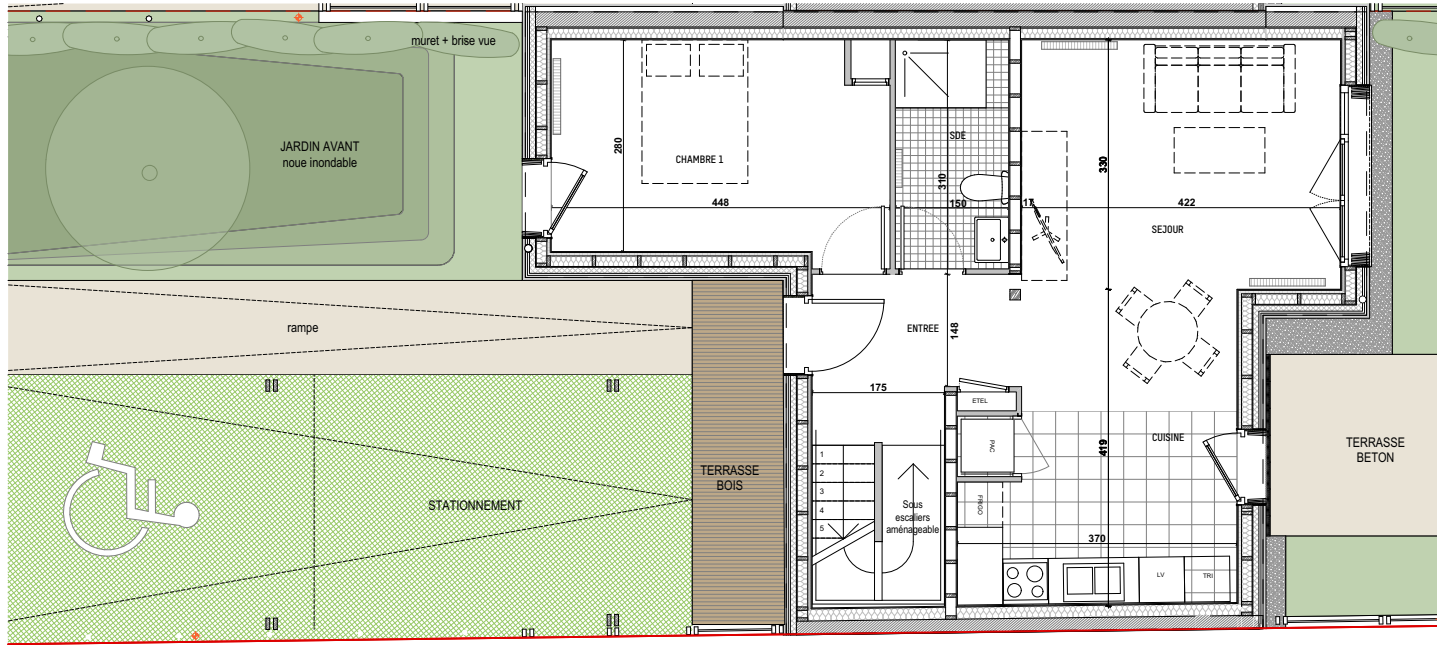 muret + brise vue
JARDIN AVANT
noue inondable
280
CHAMBRE 1
448
SDE
310
150
17
330
422
SEJOUR
rampe
ENTREE
148
175
ETEL
PAC
FRIGO
CUISINE
419
370
LV
TRI
1
2
3
4
5
Sous
escaliers
aménageable
TERRASSE
BOIS
STATIONNEMENT
TERRASSE
BETON